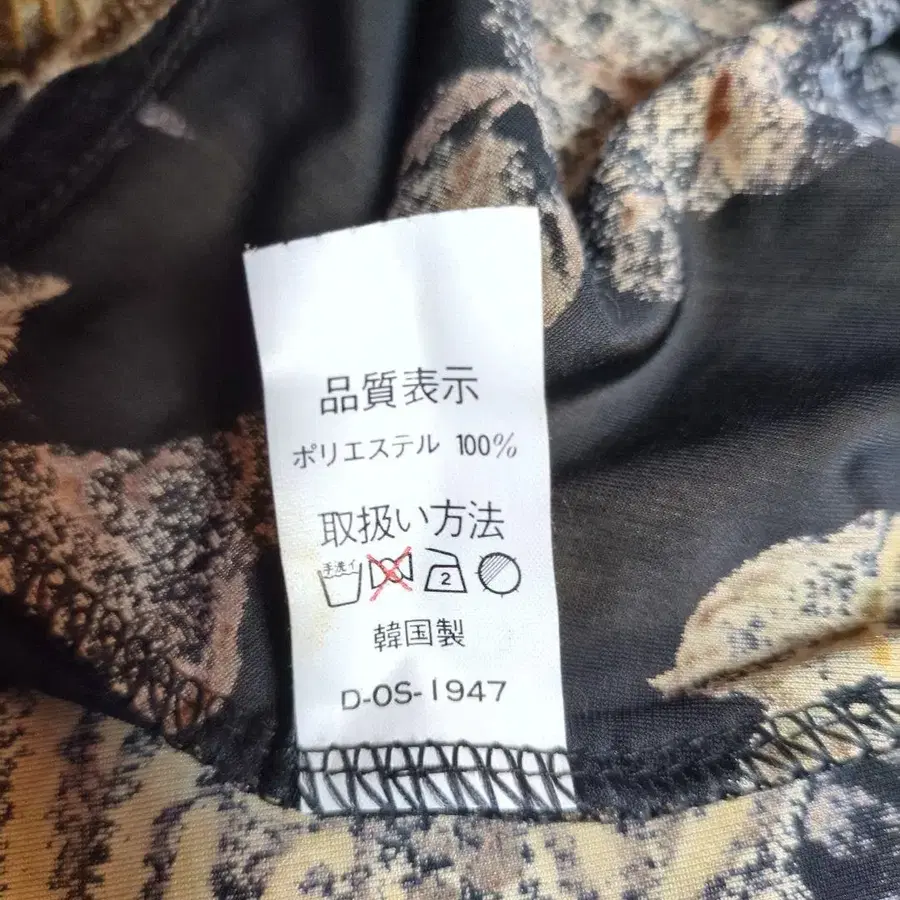 品質表示
ポリエステル 100%
取扱い方法
手洗イ 2
韓国製
D-OS-1947